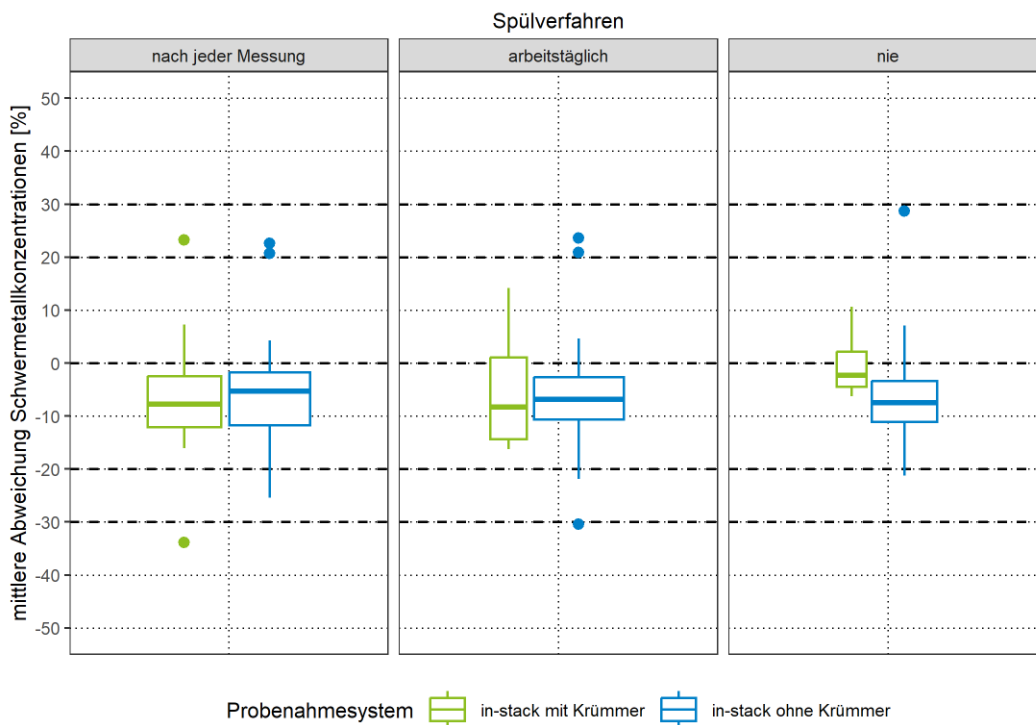 Spülverfahren
nach jeder Messung
arbeitstäglich
nie
mittlere Abweichung Schwermetallkonzentrationen [%]
50
40
30
20
10
0
-10
-20
-30
-40
-50
Probenahmesystem in-stack mit Krümmer in-stack ohne Krümmer